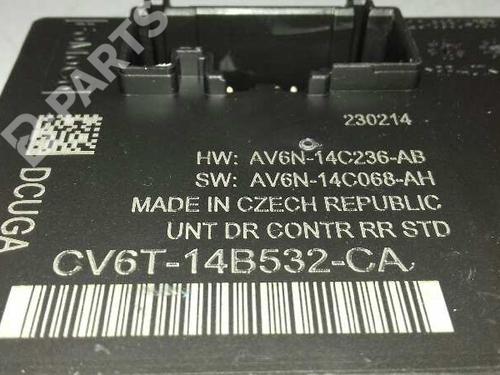 B-PARTS
230214
HW: AV6N-14C236-AB
SW: AV6N-14C068-AH
MADE IN CZECH REPUBLIC
UNT DR CONTR RR STD
DCUGA
CV6T-14B532-CA